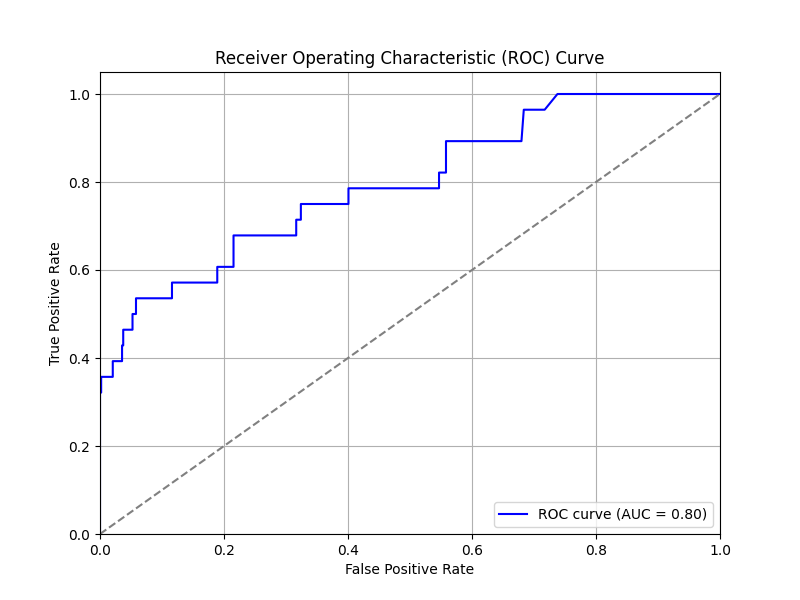 Receiver Operating Characteristic (ROC) Curve
True Positive Rate
1.0
0.8
0.6
0.4
0.2
0.0
ROC curve (AUC = 0.80)
0.0 0.2 0.4 0.6 0.8 1.0
False Positive Rate